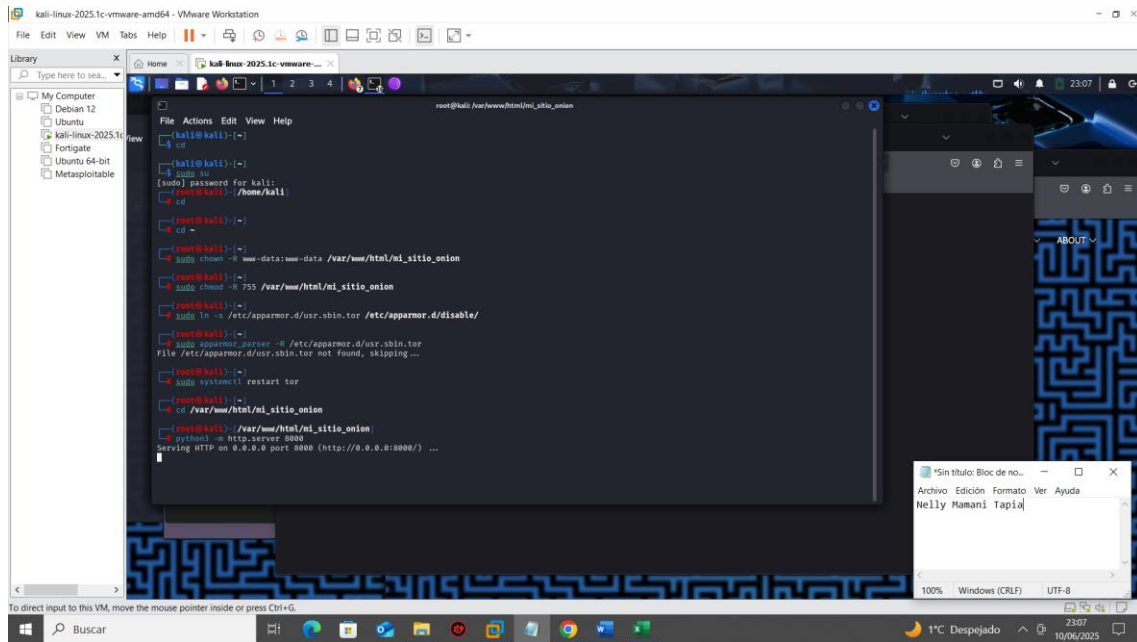 kali-linux-2025.1c-vmware-amd64 - VMware Workstation
File Edit View VM Tabs Help
Library X
Type here to sea...
Home
kali-linux-2025.1c-vmware-...
My Computer
Debian 12
Ubuntu
kali-linux-2025.1c
Fortigate
Ubuntu 64-bit
Metasploitable
1 2 3 4
23:07
root@kali: /var/www/html/mi_sitio_onion
File Actions Edit View Help
(kali㉿kali)-[~]
$ cd
(kali㉿kali)-[~]
$ sudo su
[sudo] password for kali:
(root㉿kali)-[/home/kali]
# cd
(root㉿kali)-[~]
# cd ~
(root㉿kali)-[~]
# sudo chown -R www-data:www-data /var/www/html/mi_sitio_onion
(root㉿kali)-[~]
# sudo chmod -R 755 /var/www/html/mi_sitio_onion
(root㉿kali)-[~]
# sudo ln -s /etc/apparmor.d/usr.sbin.tor /etc/apparmor.d/disable/
(root㉿kali)-[~]
# sudo apparmor_parser -R /etc/apparmor.d/usr.sbin.tor
File /etc/apparmor.d/usr.sbin.tor not found, skipping...
(root㉿kali)-[~]
# sudo systemctl restart tor
(root㉿kali)-[~]
# cd /var/www/html/mi_sitio_onion
(root㉿kali)-[/var/www/html/mi_sitio_onion]
# python3 -m http.server 8000
Serving HTTP on 0.0.0.0 port 8000 (http://0.0.0.0:8000/) ...
View
ABOUT
*Sin título: Bloc de no...
Archivo Edición Formato Ver Ayuda
Nelly Mamani Tapia
100% Windows (CRLF) UTF-8
To direct input to this VM, move the mouse pointer inside or press Ctrl+G.
Buscar
1°C Despejado
23:07
10/06/2025